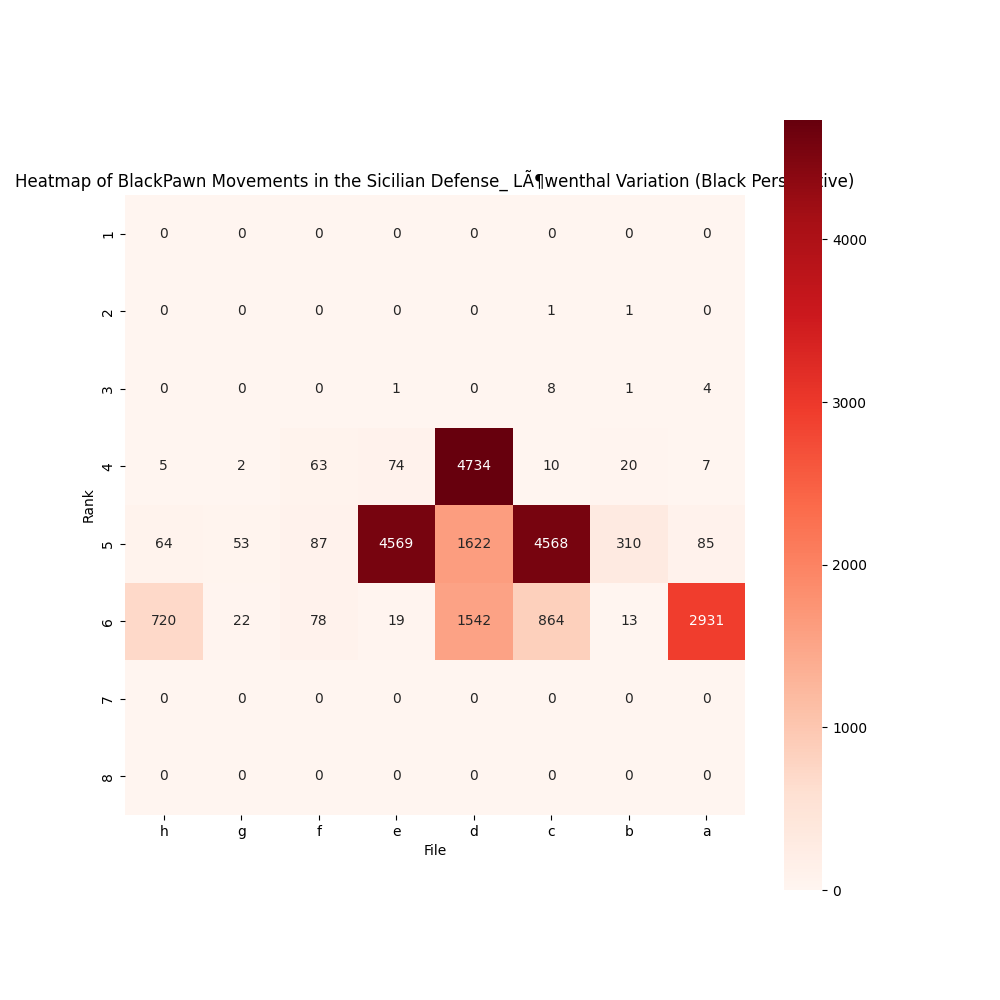 Heatmap of BlackPawn Movements in the Sicilian Defense_ LÃ¶wenthal Variation (Black Perspective)
4000
3000
2000
1000
0
Rank
1 0 0 0 0 0 0 0 0
2 0 0 0 0 0 1 1 0
3 0 0 0 1 0 8 1 4
4 5 2 63 74 4734 10 20 7
5 64 53 87 4569 1622 4568 310 85
6 720 22 78 19 1542 864 13 2931
7 0 0 0 0 0 0 0 0
8 0 0 0 0 0 0 0 0
h g f e d c b a
File